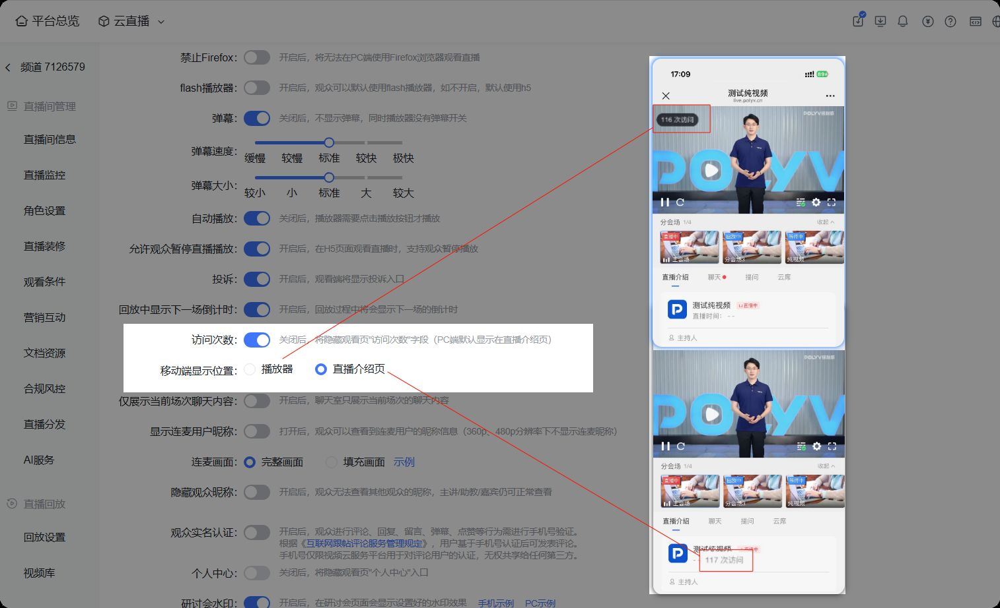 平台总览
云直播
频道 7126579
直播间管理
直播间信息
直播监控
角色设置
直播装修
观看条件
营销互动
文档资源
合规风控
直播分发
AI服务
直播回放
回放设置
视频库
禁止Firefox: 开启后，将无法在PC端使用Firefox浏览器观看直播
flash播放器: 开启后，观众可以默认使用flash播放器，如不开启，默认使用h5
弹幕: 关闭后，不显示弹幕，同时播放器没有弹幕开关
弹幕速度: 缓慢 较慢 标准 较快 极快
弹幕大小: 较小 小 标准 大 较大
自动播放: 关闭后，播放器需要点击播放按钮才播放
允许观众暂停直播播放: 开启后，在H5页面观看直播时，支持观众暂停播放
投诉: 开启后，观看端将显示投诉入口
回放中显示下一场倒计时: 开启后，回放过程中将会显示下一场的倒计时
访问次数: 关闭后，将隐藏观看页"访问次数"字段（PC端默认显示在直播介绍页）
移动端显示位置: 播放器 直播介绍页
仅展示当前场次聊天内容: 开启后，聊天室只展示当前场次的聊天内容
显示连麦用户昵称: 打开后，观众可以查看到连麦用户的昵称信息（360p、480p分辨率下不显示连麦昵称）
连麦画面: 完整画面 填充画面 示例
隐藏观众昵称: 开启后，观众无法查看其他观众的昵称，主讲/助教/嘉宾仍可正常查看
观众实名认证: 开启后，观众进行评论、回复、留言、弹幕、点赞等行为需进行手机号验证。
根据《互联网跟帖评论服务管理规定》，用户基于手机号认证后可发表评论。
手机号仅限视频云服务平台用于对评论用户的认证，无权共享给任何第三方。
个人中心: 关闭后，将隐藏观看页"个人中心"入口
研讨会水印: 开启后，在研讨会页面会显示设置好的水印效果 手机示例 PC示例
17:09
89
测试纯视频
live.polyv.cn
116 次访问
POLYV保利威
POLYV
分会场 1/4 收起
直播中 回放中 等待中
主会场 分会场3 纯视频
直播介绍 聊天 提问 云席
测试纯视频 直播中
直播时间： - -
主持人
POLYV保利威
POLYV
分会场 1/4 收起
直播中 回放中 等待中
主会场 分会场3 纯视频
直播介绍 聊天 提问 云席
测试纯视频 直播中
- - 117 次访问
主持人